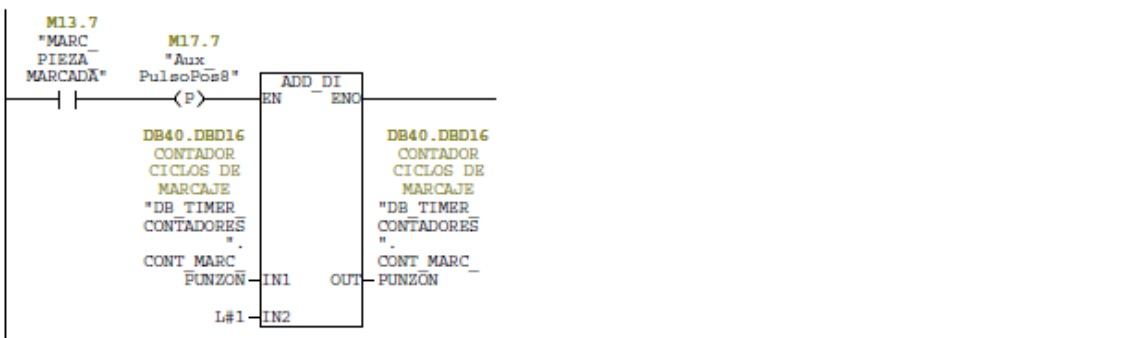 M13.7
"MARC_
PIEZA_
MARCADA"
M17.7
"Aux_
PulsoPos8"
(P)
ADD_DI
EN ENO
DB40.DBD16
CONTADOR
CICLOS DE
MARCAJE
"DB_TIMER_
CONTADORES
".
CONT_MARC_
PUNZON
IN1
L#1
IN2
DB40.DBD16
CONTADOR
CICLOS DE
MARCAJE
"DB_TIMER_
CONTADORES
".
CONT_MARC_
PUNZON
OUT